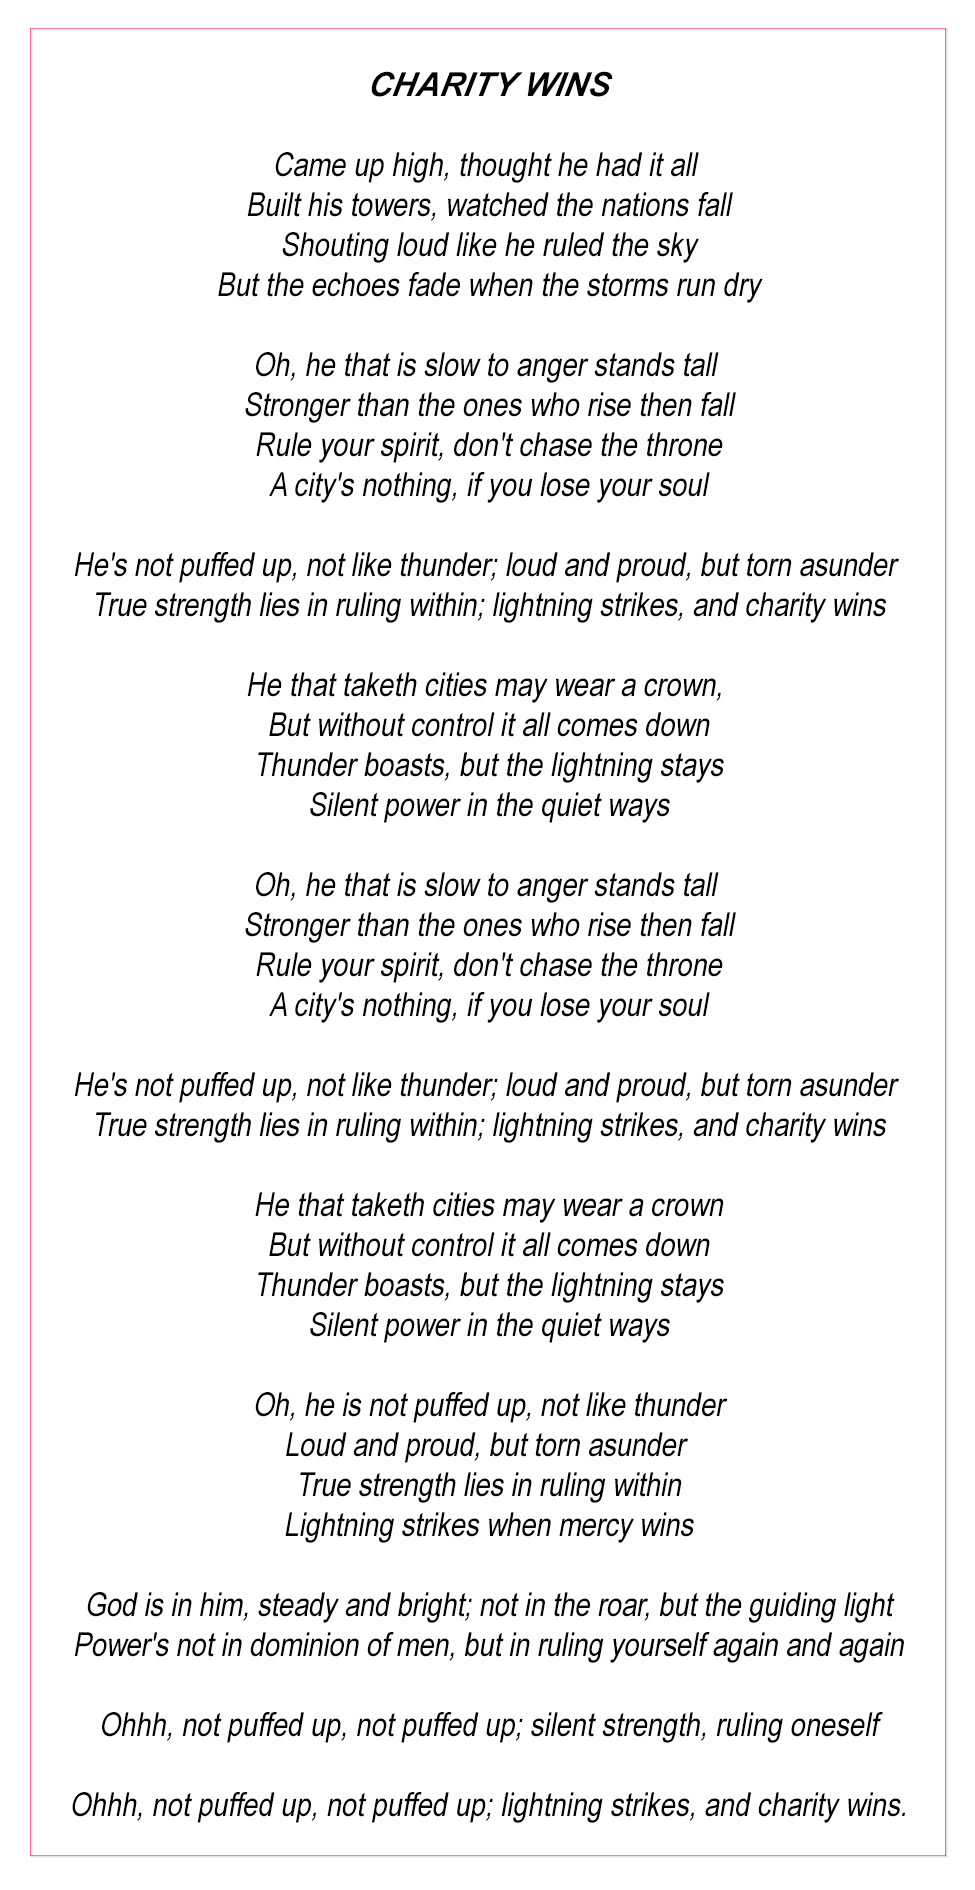 CHARITY WINS
Came up high, thought he had it all
Built his towers, watched the nations fall
Shouting loud like he ruled the sky
But the echoes fade when the storms run dry
Oh, he that is slow to anger stands tall
Stronger than the ones who rise then fall
Rule your spirit, don't chase the throne
A city's nothing, if you lose your soul
He's not puffed up, not like thunder; loud and proud, but torn asunder
True strength lies in ruling within; lightning strikes, and charity wins
He that taketh cities may wear a crown,
But without control it all comes down
Thunder boasts, but the lightning stays
Silent power in the quiet ways
Oh, he that is slow to anger stands tall
Stronger than the ones who rise then fall
Rule your spirit, don't chase the throne
A city's nothing, if you lose your soul
He's not puffed up, not like thunder; loud and proud, but torn asunder
True strength lies in ruling within; lightning strikes, and charity wins
He that taketh cities may wear a crown
But without control it all comes down
Thunder boasts, but the lightning stays
Silent power in the quiet ways
Oh, he is not puffed up, not like thunder
Loud and proud, but torn asunder
True strength lies in ruling within
Lightning strikes when mercy wins
God is in him, steady and bright; not in the roar, but the guiding light
Power's not in dominion of men, but in ruling yourself again and again
Ohhh, not puffed up, not puffed up; silent strength, ruling oneself
Ohhh, not puffed up, not puffed up; lightning strikes, and charity wins.